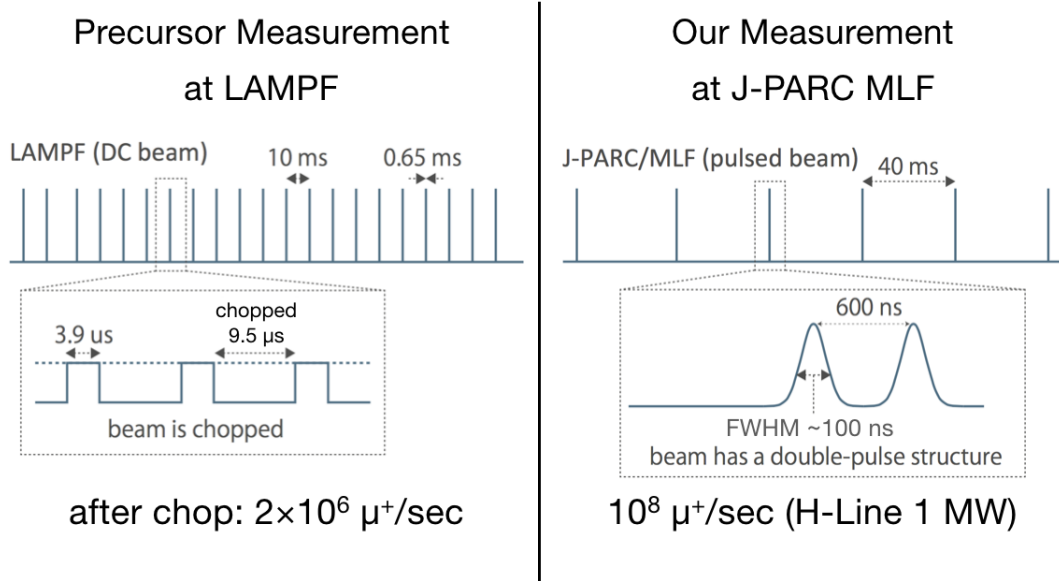 Precursor Measurement
at LAMPF
LAMPF (DC beam)
10 ms
0.65 ms
3.9 us
chopped
9.5 µs
beam is chopped
after chop: 2×10⁶ µ⁺/sec
Our Measurement
at J-PARC MLF
J-PARC/MLF (pulsed beam)
40 ms
600 ns
FWHM ~100 ns
beam has a double-pulse structure
10⁸ µ⁺/sec (H-Line 1 MW)